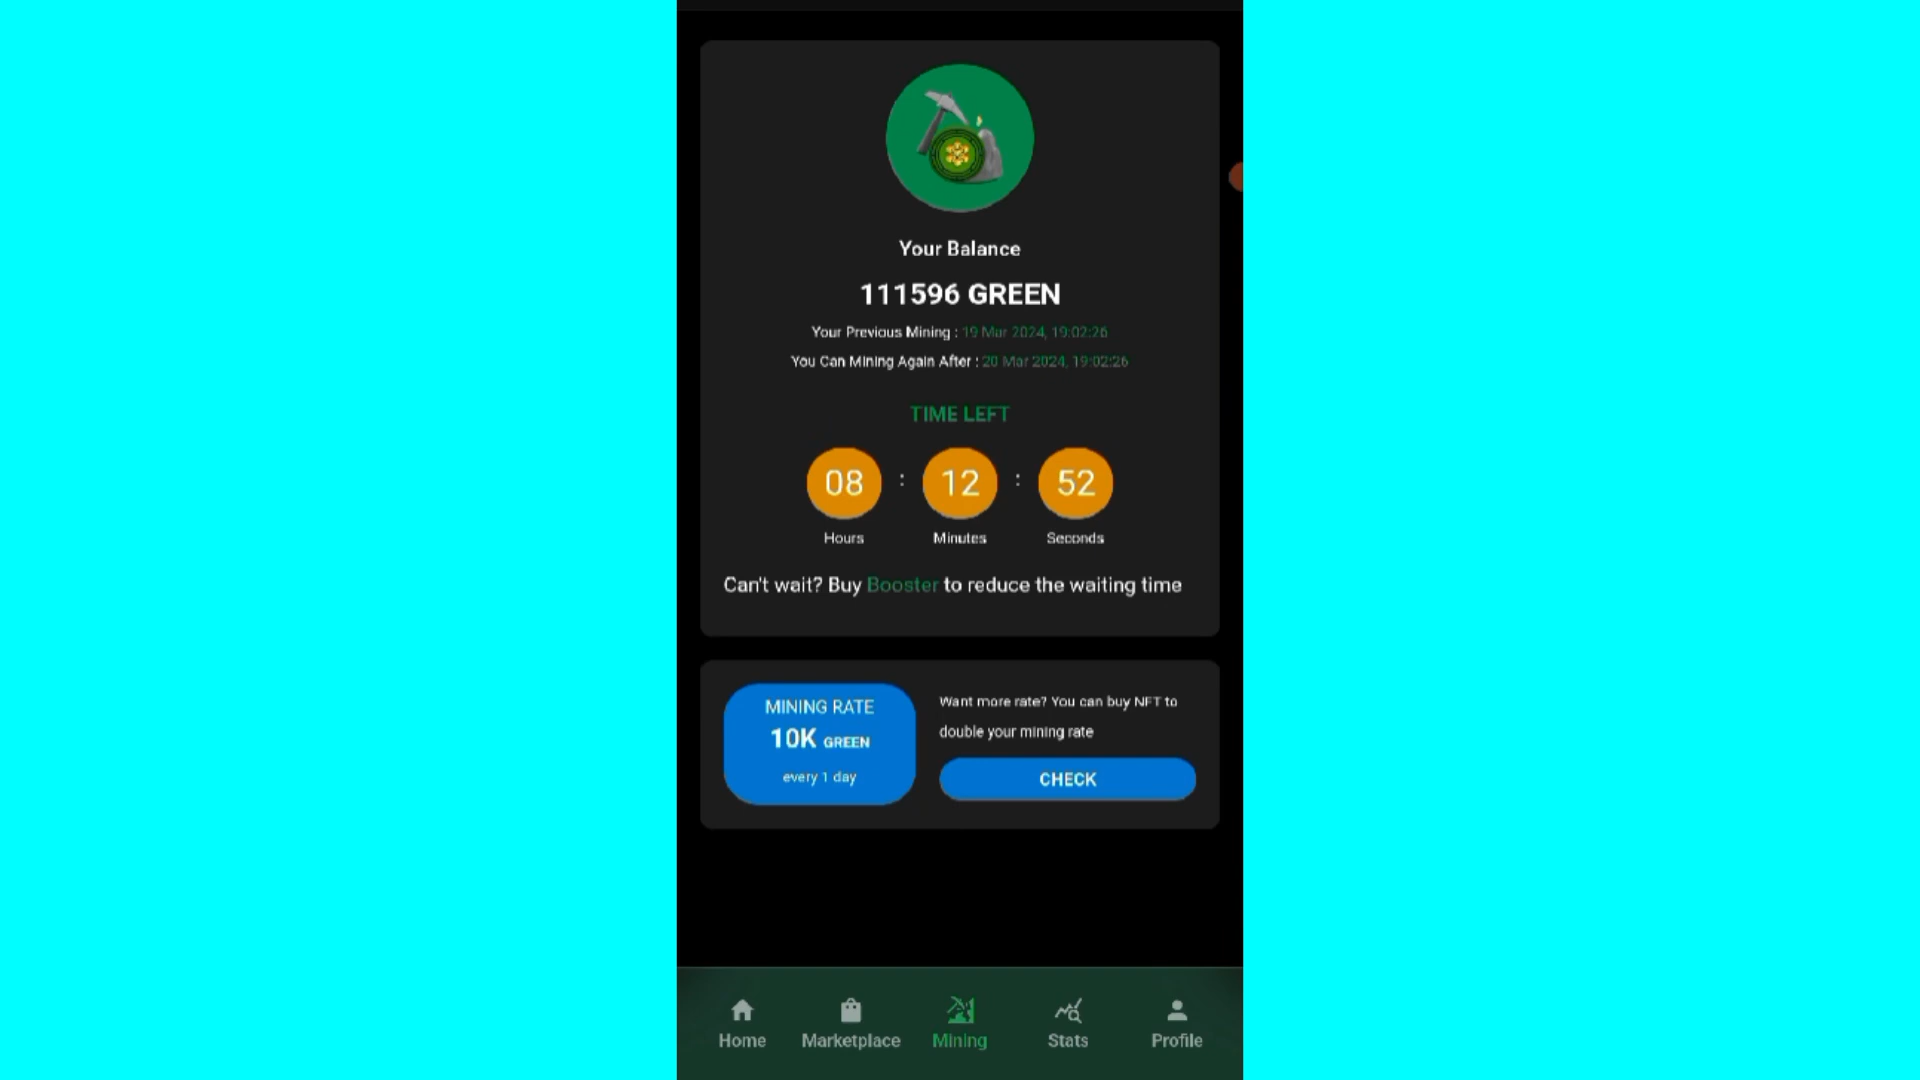 Your Balance
111596 GREEN
Your Previous Mining : 19 Mar 2024, 19:02:26
You Can Mining Again After : 20 Mar 2024, 19:02:26
TIME LEFT
08 : 12 : 52
Hours Minutes Seconds
Can't wait? Buy Booster to reduce the waiting time
MINING RATE
10K GREEN
every 1 day
Want more rate? You can buy NFT to
double your mining rate
CHECK
Home Marketplace Mining Stats Profile